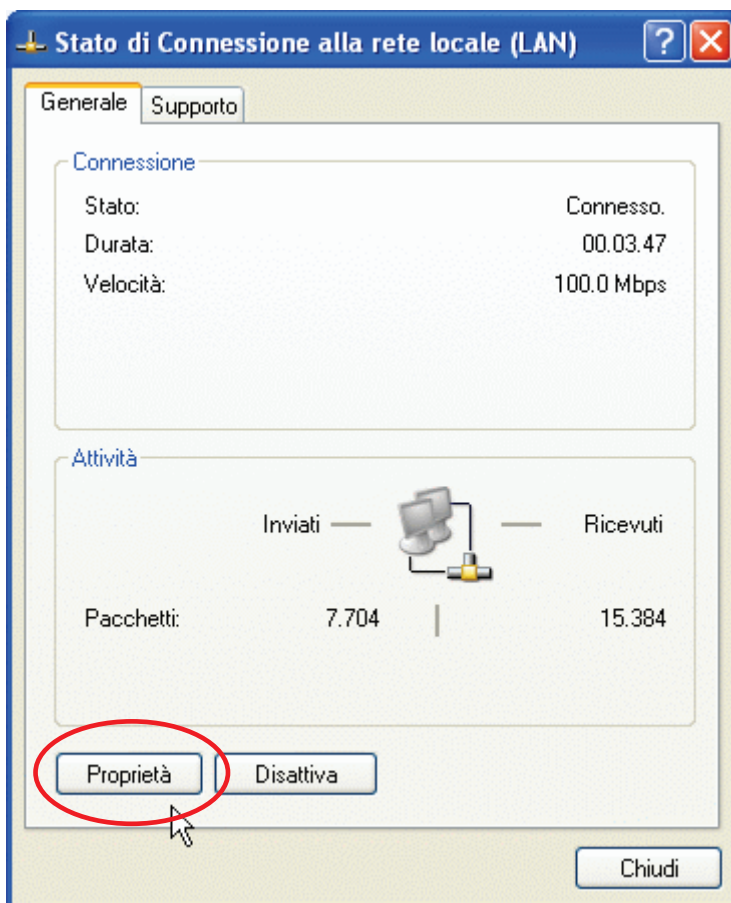 Stato di Connessione alla rete locale (LAN) ?
Generale Supporto
Connessione
Stato: Connesso.
Durata: 00.03.47
Velocità: 100.0 Mbps
Attività
Inviati Ricevuti
Pacchetti: 7.704 15.384
Proprietà Disattiva
Chiudi